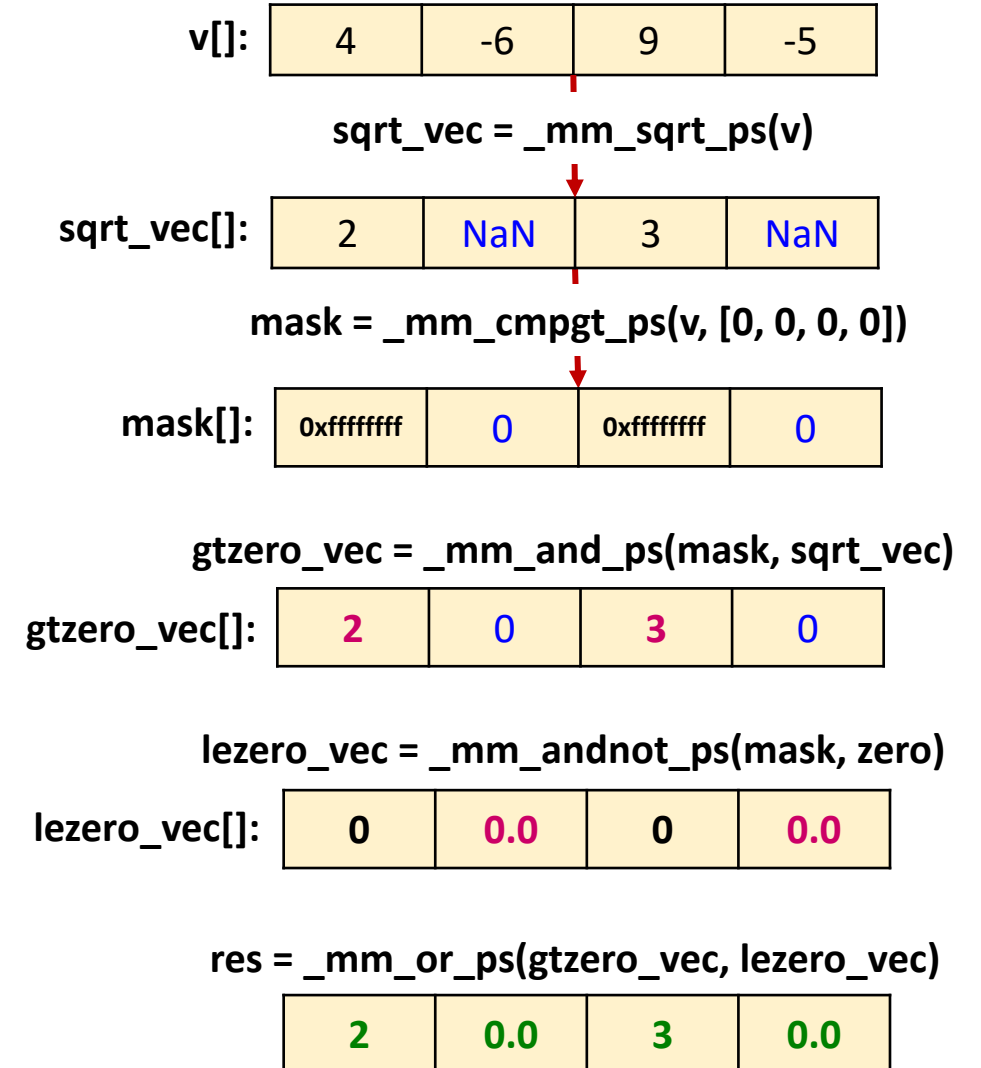 v[]: 4 -6 9 -5
sqrt_vec = _mm_sqrt_ps(v)
sqrt_vec[]: 2 NaN 3 NaN
mask = _mm_cmpgt_ps(v, [0, 0, 0, 0])
mask[]: 0xffffffff 0 0xffffffff 0
gtzero_vec = _mm_and_ps(mask, sqrt_vec)
gtzero_vec[]: 2 0 3 0
lezero_vec = _mm_andnot_ps(mask, zero)
lezero_vec[]: 0 0.0 0 0.0
res = _mm_or_ps(gtzero_vec, lezero_vec)
2 0.0 3 0.0